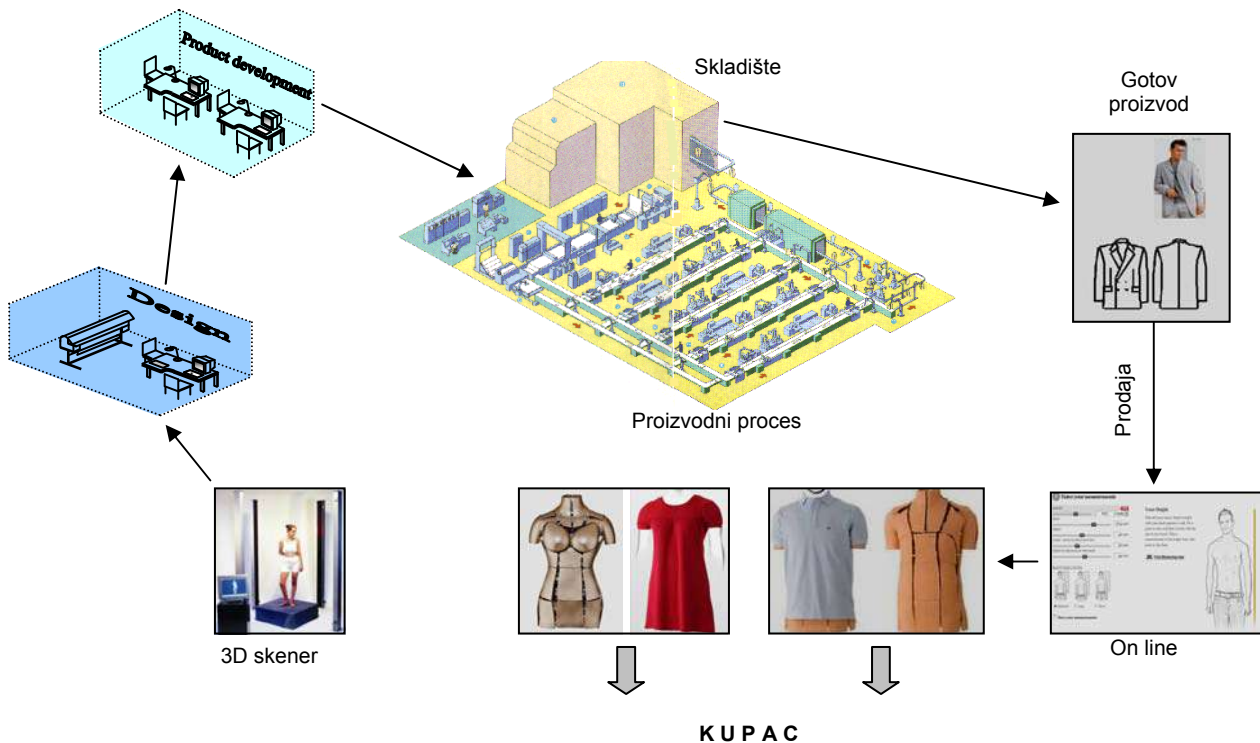 Product development
Skladište
Gotov
proizvod
Design
Proizvodni proces
Prodaja
3D skener
On line
K U P A C